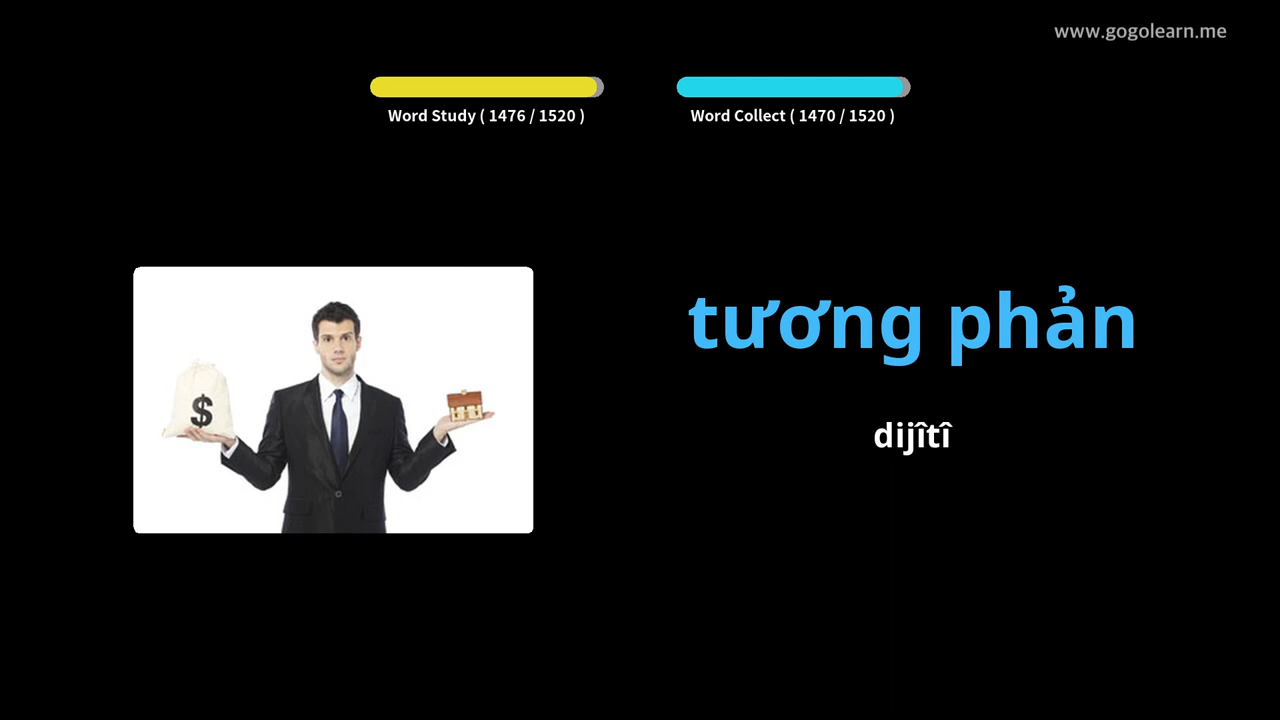 www.gogolearn.me
Word Study ( 1476 / 1520 )
Word Collect ( 1470 / 1520 )
$
tương phản
dijîtî